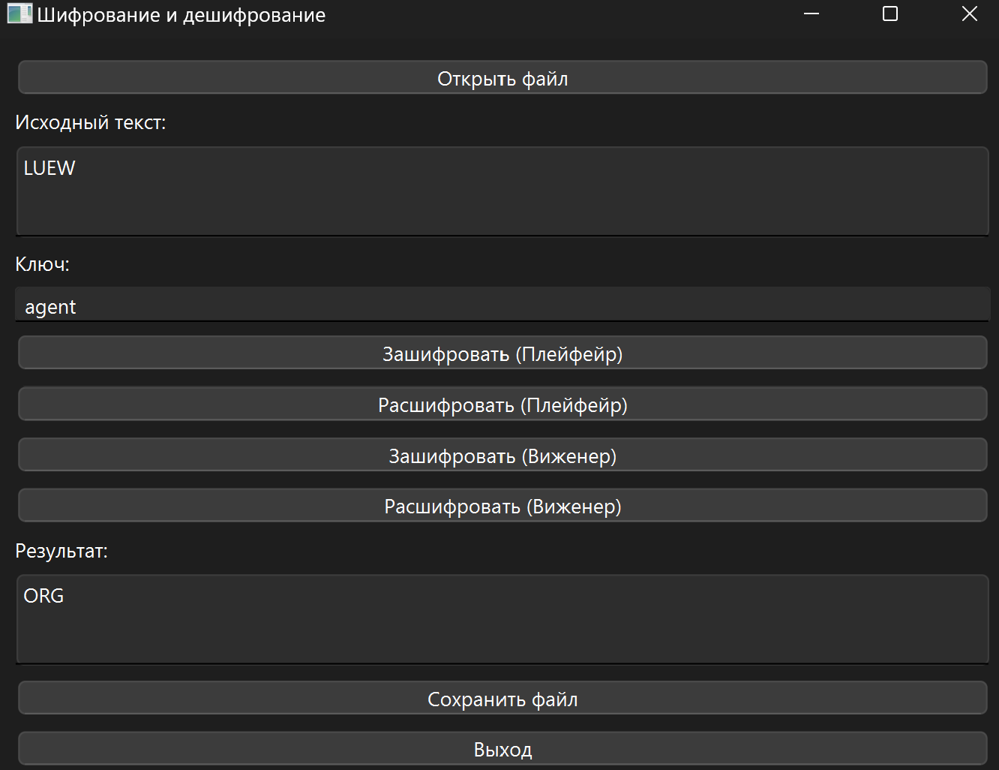 Шифрование и дешифрование
Открыть файл
Исходный текст:
LUEW
Ключ:
agent
Зашифровать (Плейфейр)
Расшифровать (Плейфейр)
Зашифровать (Виженер)
Расшифровать (Виженер)
Результат:
ORG
Сохранить файл
Выход